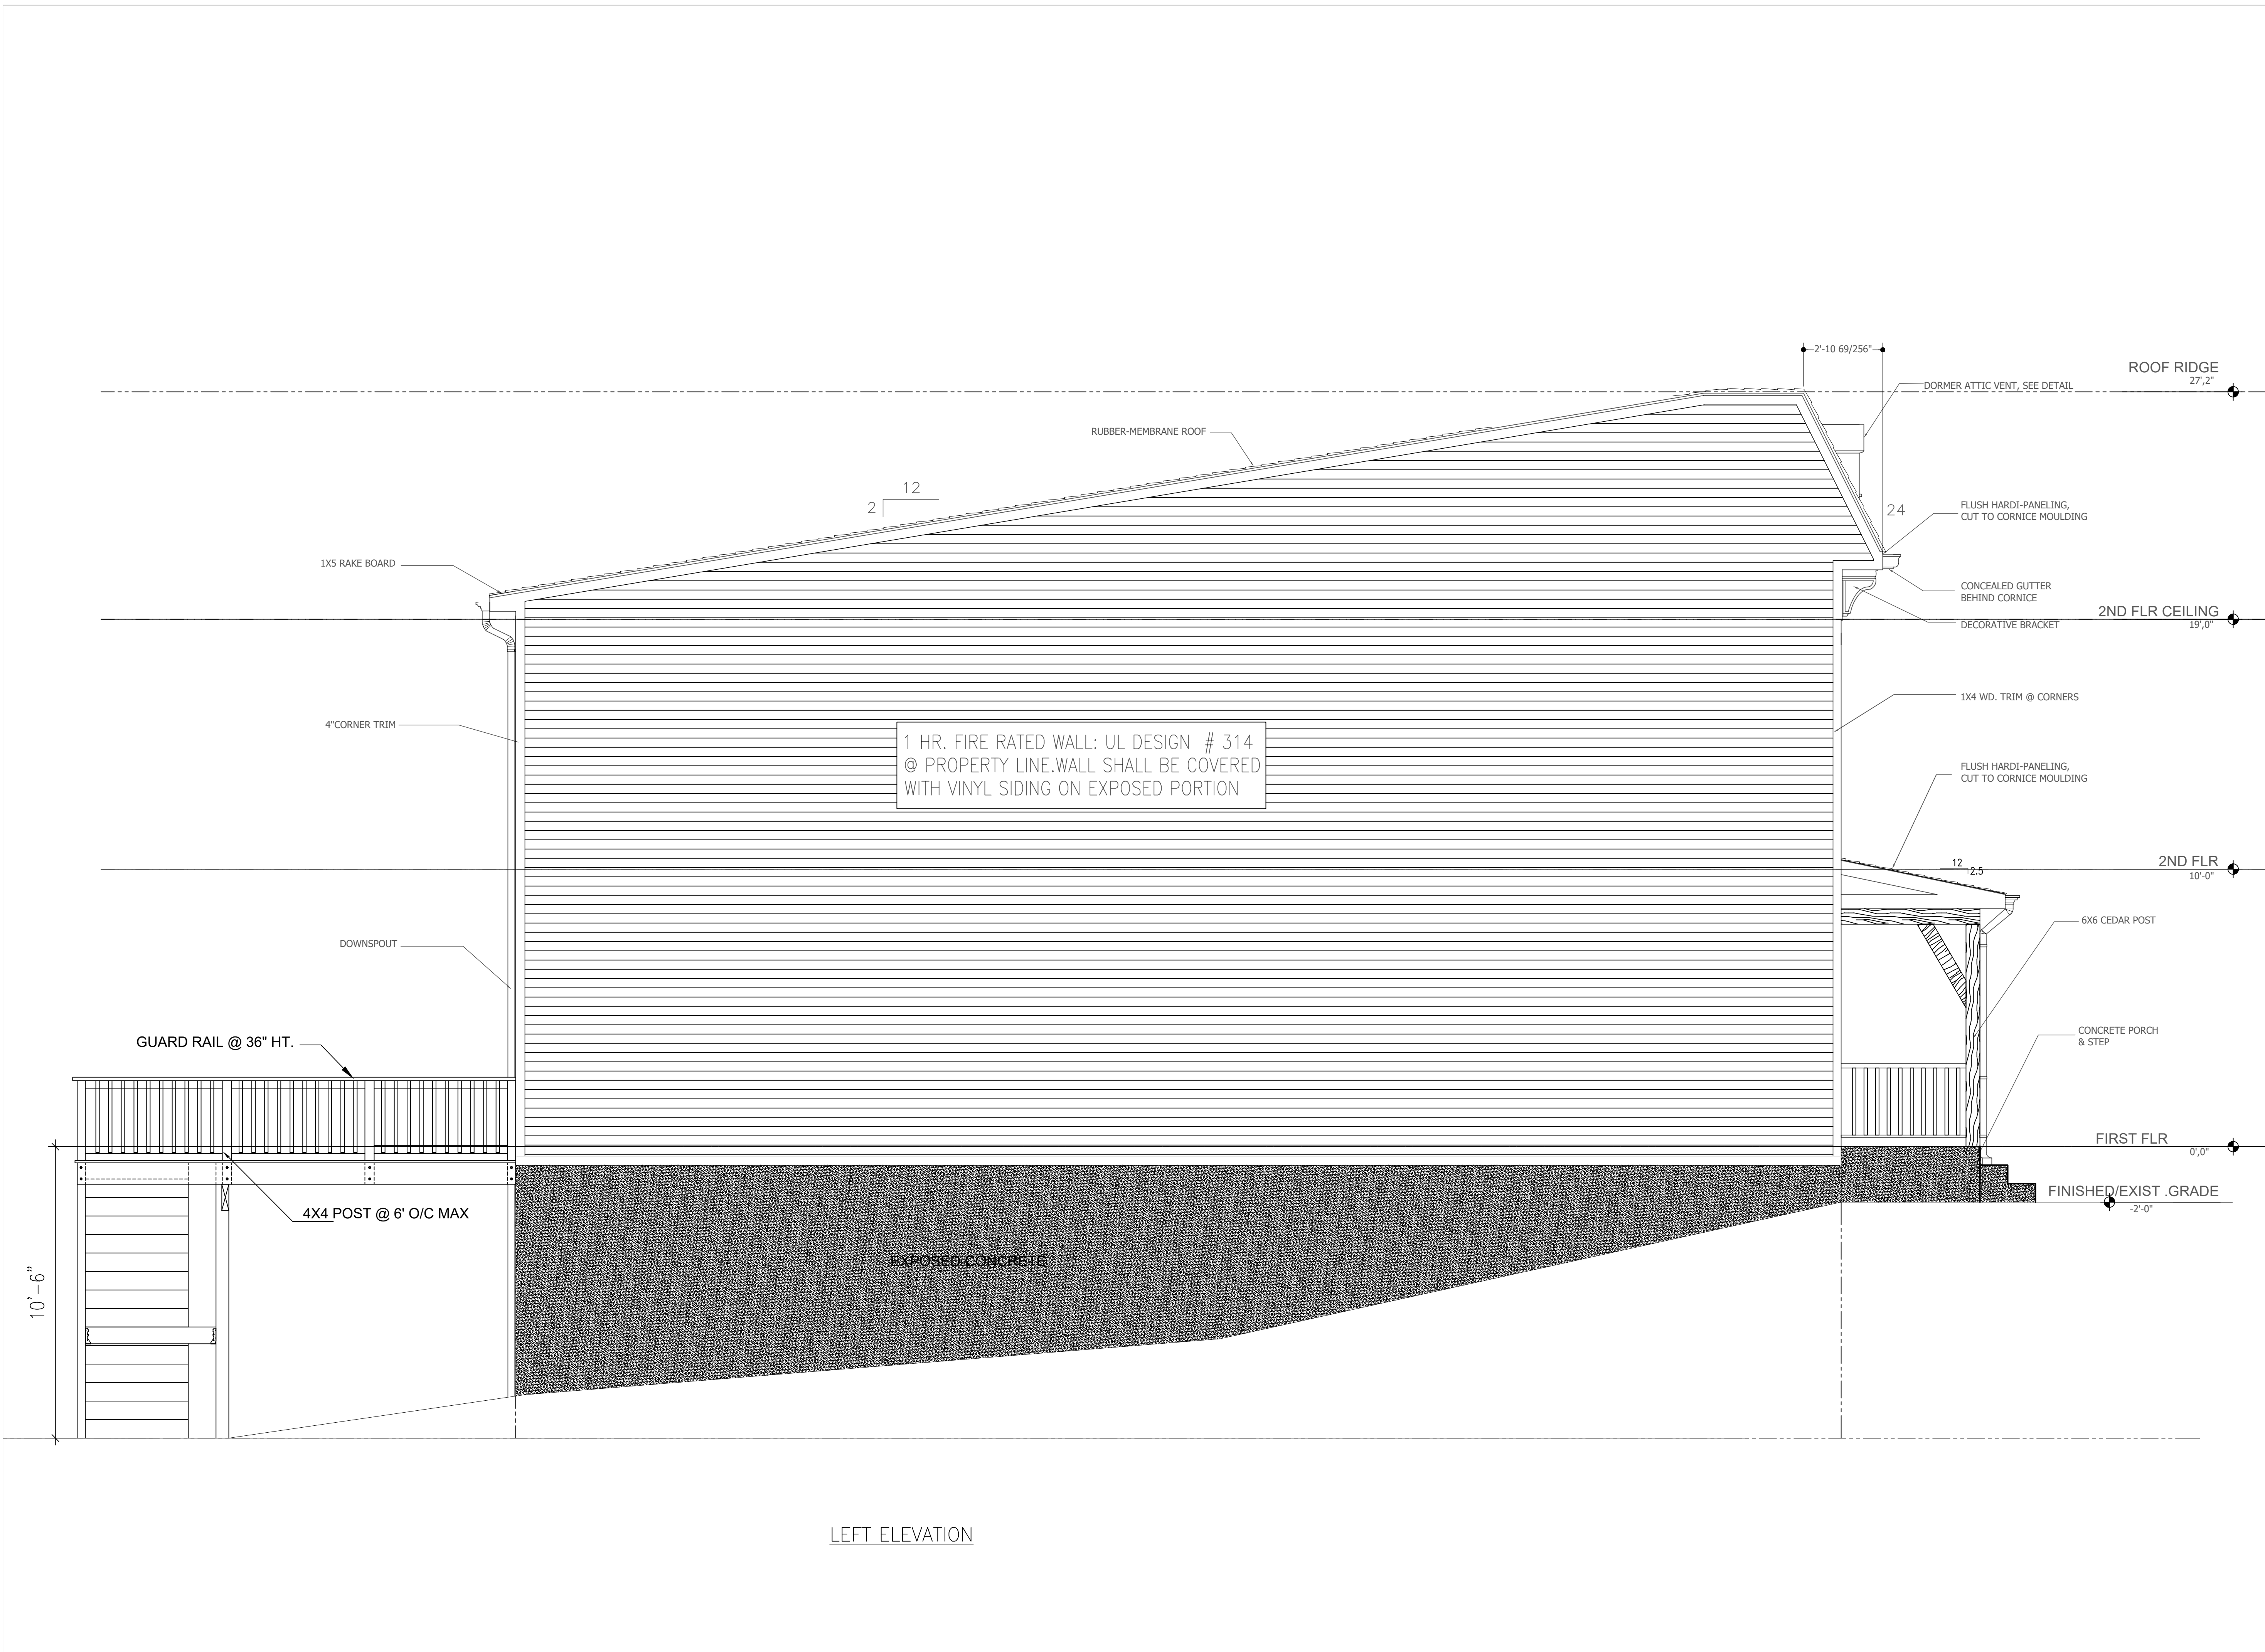 2'-10 69/256"
ROOF RIDGE
27',2"
DORMER ATTIC VENT, SEE DETAIL
RUBBER-MEMBRANE ROOF
12
2
24
FLUSH HARDI-PANELING,
CUT TO CORNICE MOULDING
1X5 RAKE BOARD
CONCEALED GUTTER
BEHIND CORNICE
2ND FLR CEILING
19',0"
DECORATIVE BRACKET
1X4 WD. TRIM @ CORNERS
4"CORNER TRIM
1 HR. FIRE RATED WALL: UL DESIGN # 314
@ PROPERTY LINE.WALL SHALL BE COVERED
WITH VINYL SIDING ON EXPOSED PORTION
FLUSH HARDI-PANELING,
CUT TO CORNICE MOULDING
12
2.5
2ND FLR
10'-0"
6X6 CEDAR POST
DOWNSPOUT
CONCRETE PORCH
& STEP
GUARD RAIL @ 36" HT.
FIRST FLR
0',0"
FINISHED/EXIST .GRADE
-2'-0"
4X4 POST @ 6' O/C MAX
EXPOSED CONCRETE
10'-6"
LEFT ELEVATION